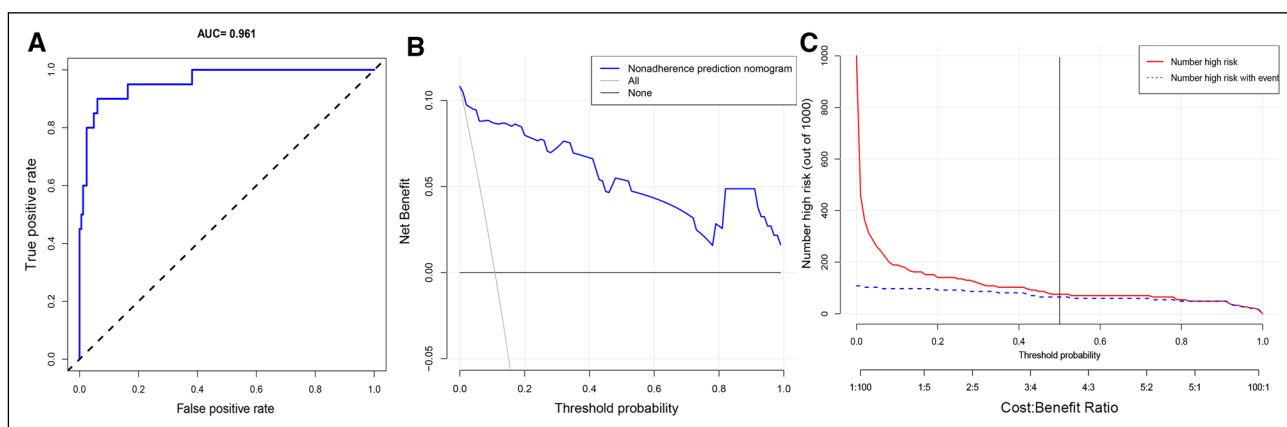 A
AUC= 0.961
True positive rate
1.0
0.8
0.6
0.4
0.2
0.0
0.0 0.2 0.4 0.6 0.8 1.0
False positive rate
B
Nonadherence prediction nomogram
All
None
Net Benefit
0.10
0.05
0.00
−0.05
0.0 0.2 0.4 0.6 0.8 1.0
Threshold probability
C
Number high risk
Number high risk with event
Number high risk (out of 1000)
1000
800
600
400
200
0
0.0 0.2 0.4 0.6 0.8 1.0
Threshold probability
1:100 1:5 2:5 3:4 4:3 5:2 5:1 100:1
Cost:Benefit Ratio